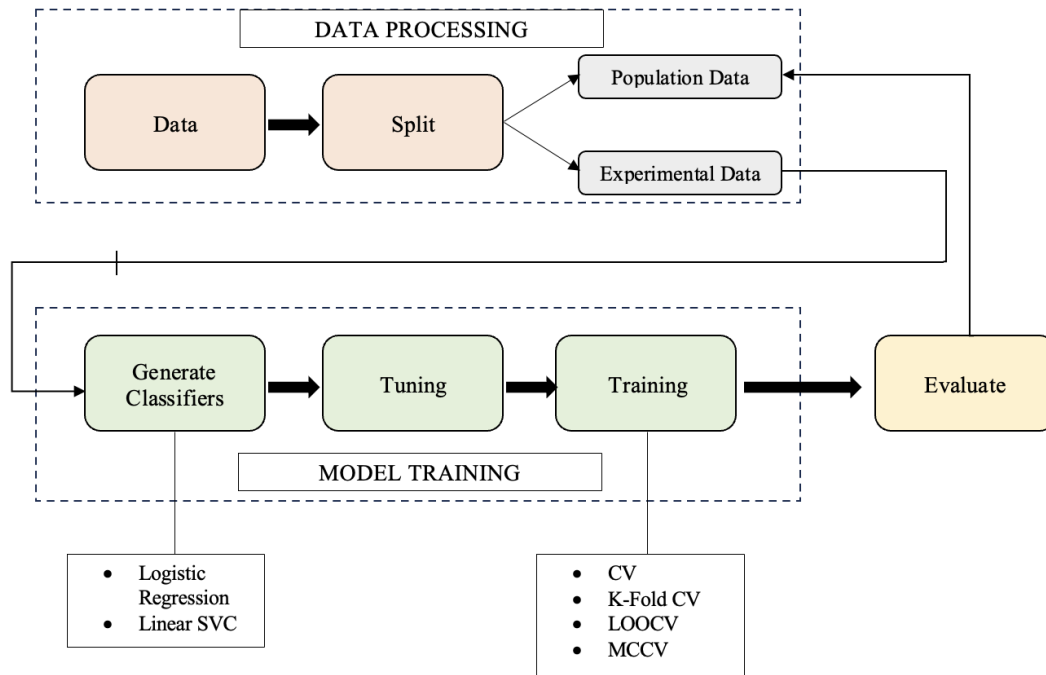 DATA PROCESSING
Data
Split
Population Data
Experimental Data
Generate
Classifiers
Tuning
Training
Evaluate
MODEL TRAINING
• Logistic
Regression
• Linear SVC
• CV
• K-Fold CV
• LOOCV
• MCCV